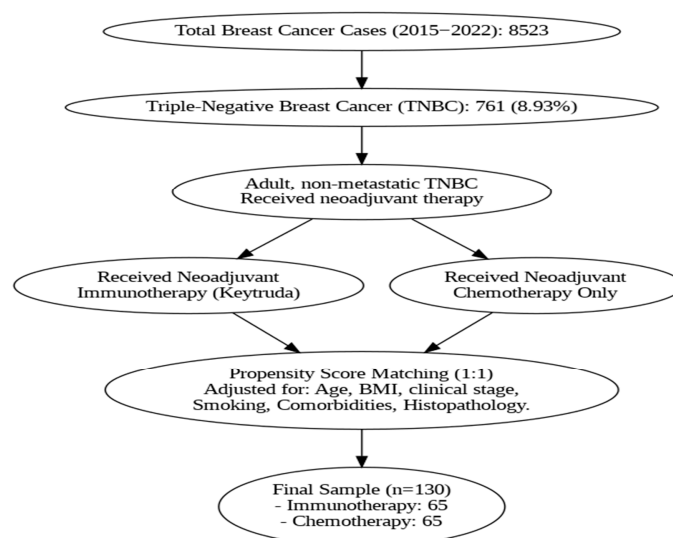 Total Breast Cancer Cases (2015−2022): 8523
Triple-Negative Breast Cancer (TNBC): 761 (8.93%)
Adult, non-metastatic TNBC
Received neoadjuvant therapy
Received Neoadjuvant
Immunotherapy (Keytruda)
Received Neoadjuvant
Chemotherapy Only
Propensity Score Matching (1:1)
Adjusted for: Age, BMI, clinical stage,
Smoking, Comorbidities, Histopathology.
Final Sample (n=130)
- Immunotherapy: 65
- Chemotherapy: 65